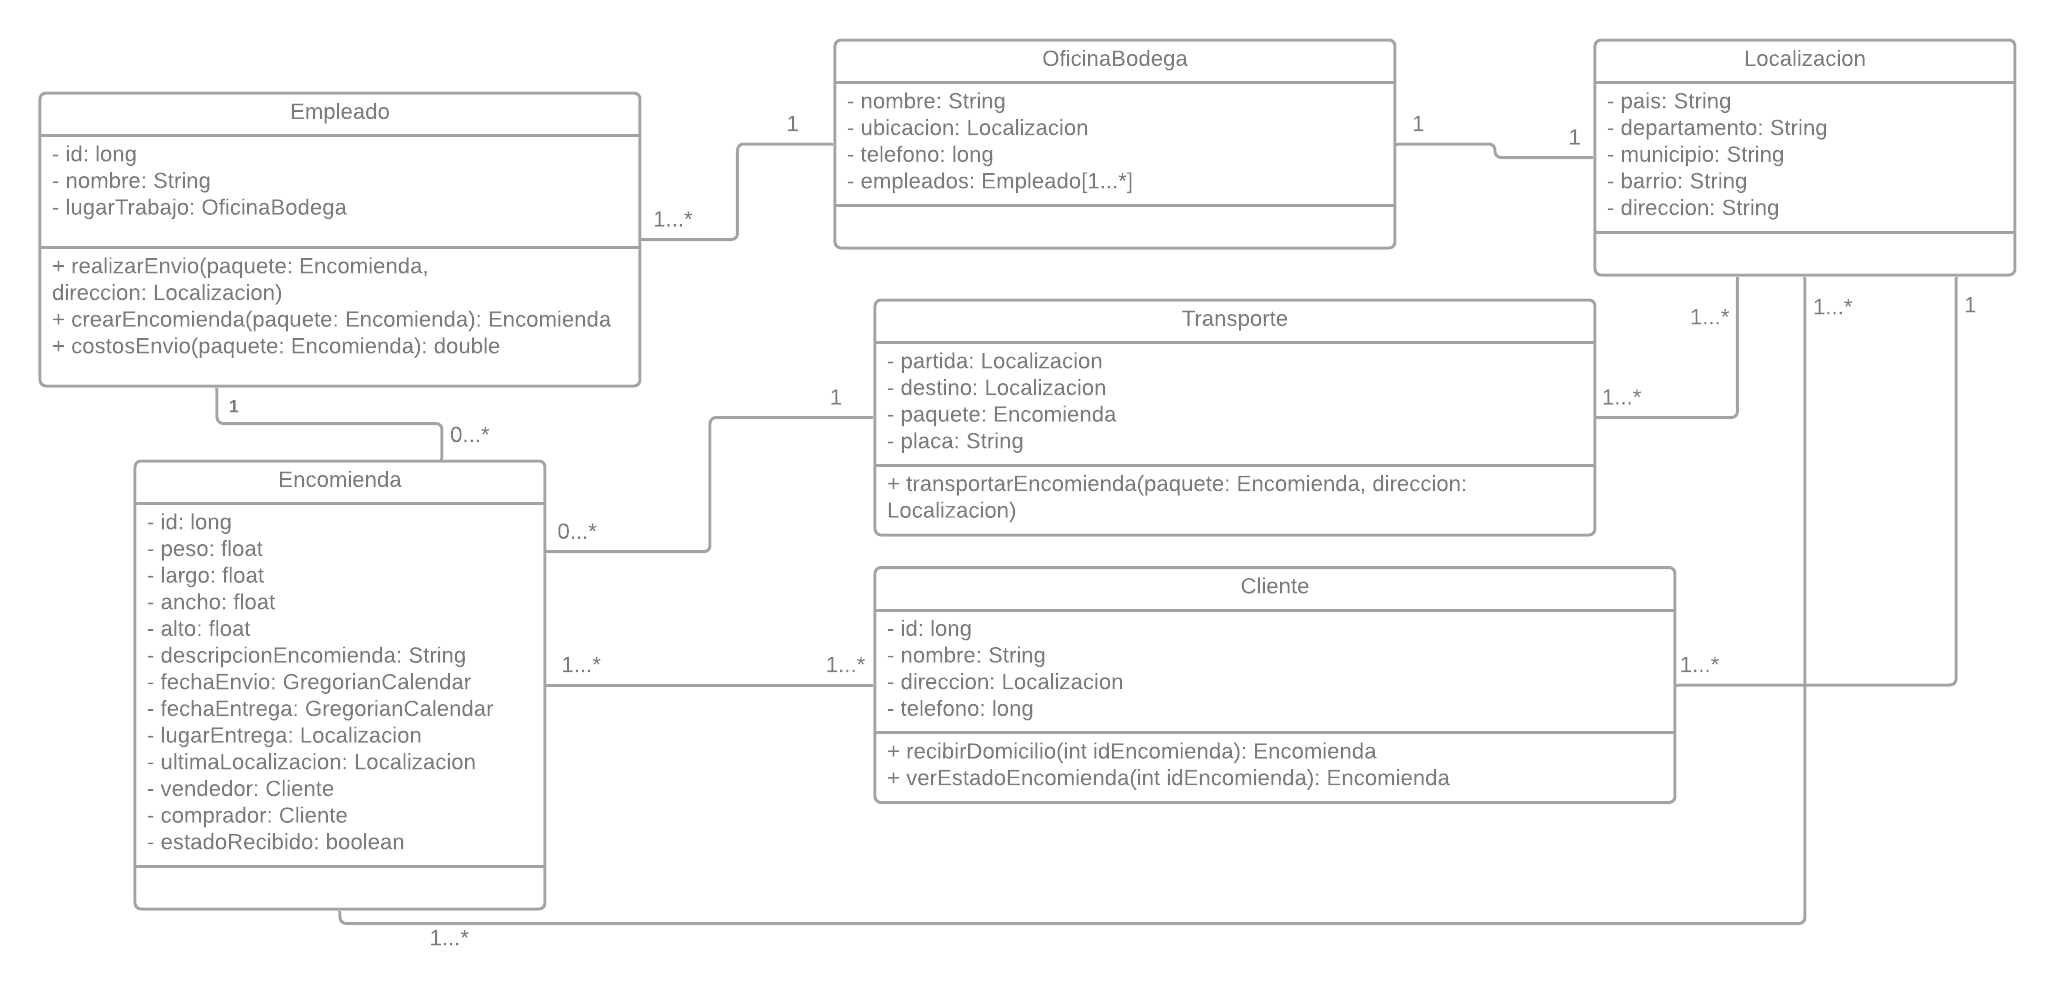 Empleado
- id: long
- nombre: String
- lugarTrabajo: OficinaBodega
+ realizarEnvio(paquete: Encomienda,
direccion: Localizacion)
+ crearEncomienda(paquete: Encomienda): Encomienda
+ costosEnvio(paquete: Encomienda): double
1...*
1
OficinaBodega
- nombre: String
- ubicacion: Localizacion
- telefono: long
- empleados: Empleado[1...*]
1
1
Localizacion
- pais: String
- departamento: String
- municipio: String
- barrio: String
- direccion: String
1...*
1...*
1
Transporte
- partida: Localizacion
- destino: Localizacion
- paquete: Encomienda
- placa: String
+ transportarEncomienda(paquete: Encomienda, direccion:
Localizacion)
1
1...*
1
0...*
Encomienda
- id: long
- peso: float
- largo: float
- ancho: float
- alto: float
- descripcionEncomienda: String
- fechaEnvio: GregorianCalendar
- fechaEntrega: GregorianCalendar
- lugarEntrega: Localizacion
- ultimaLocalizacion: Localizacion
- vendedor: Cliente
- comprador: Cliente
- estadoRecibido: boolean
0...*
1...*
1...*
Cliente
- id: long
- nombre: String
- direccion: Localizacion
- telefono: long
+ recibirDomicilio(int idEncomienda): Encomienda
+ verEstadoEncomienda(int idEncomienda): Encomienda
1...*
1...*